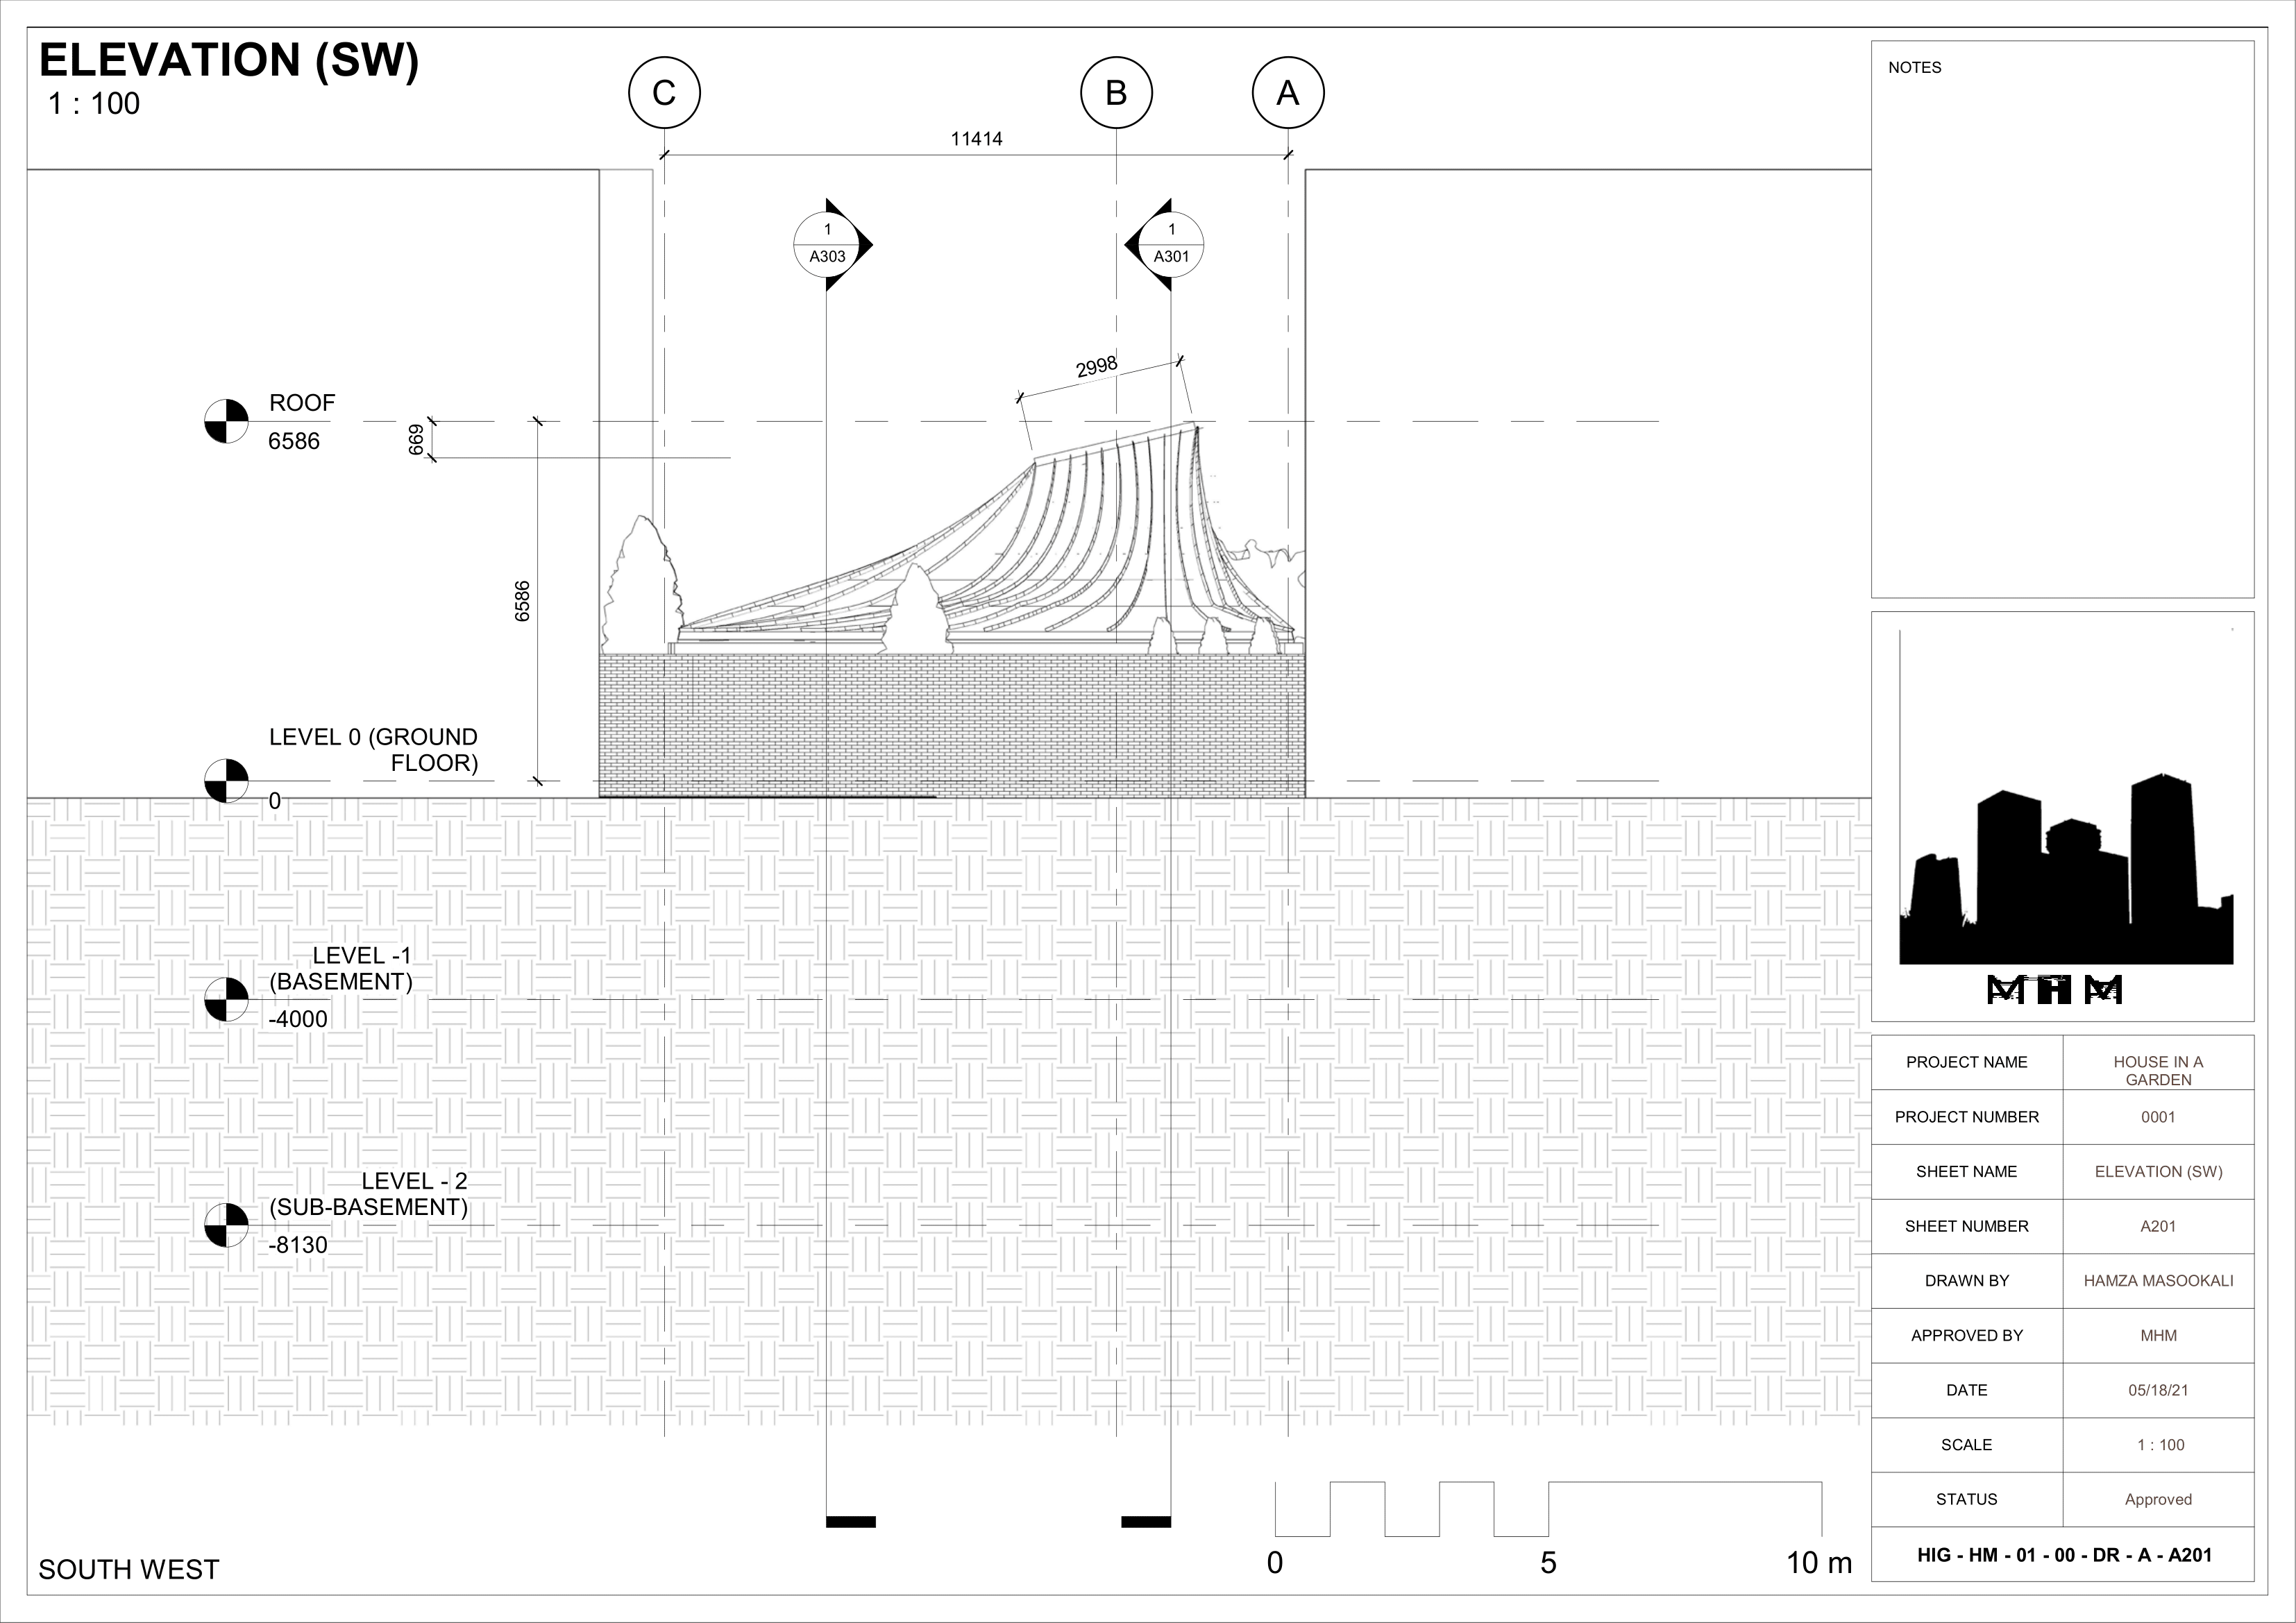 ELEVATION (SW)
1 : 100
C
B
A
11414
1
A303
1
A301
2998
ROOF
6586
669
6586
LEVEL 0 (GROUND
FLOOR)
0
LEVEL -1
(BASEMENT)
-4000
LEVEL - 2
(SUB-BASEMENT)
-8130
SOUTH WEST
0
5
10 m
NOTES
MHM
PROJECT NAME
HOUSE IN A
GARDEN
PROJECT NUMBER
0001
SHEET NAME
ELEVATION (SW)
SHEET NUMBER
A201
DRAWN BY
HAMZA MASOOKALI
APPROVED BY
MHM
DATE
05/18/21
SCALE
1 : 100
STATUS
Approved
HIG - HM - 01 - 00 - DR - A - A201